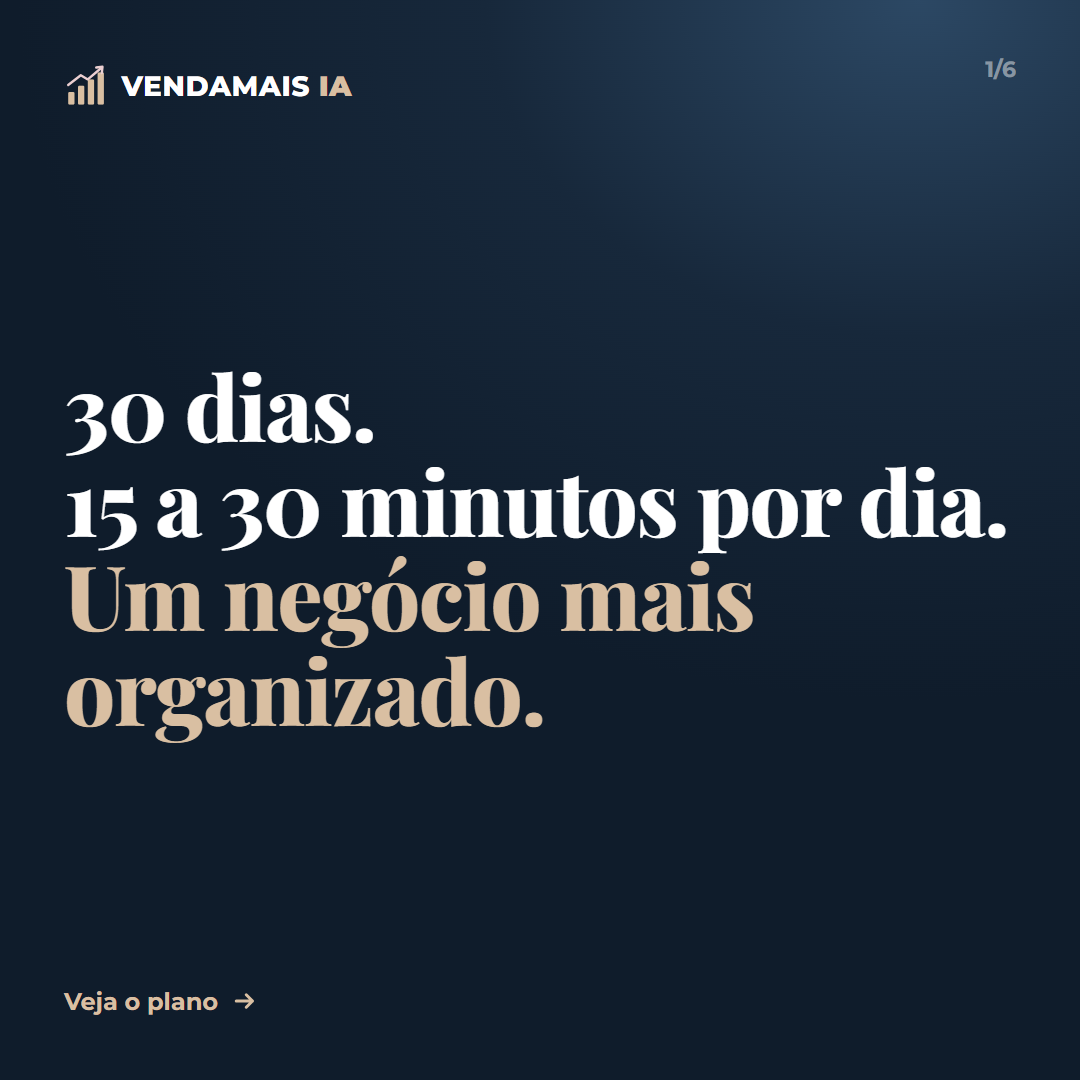 VENDAMAIS IA
1/6
30 dias.
15 a 30 minutos por dia.
Um negócio mais
organizado.
Veja o plano →